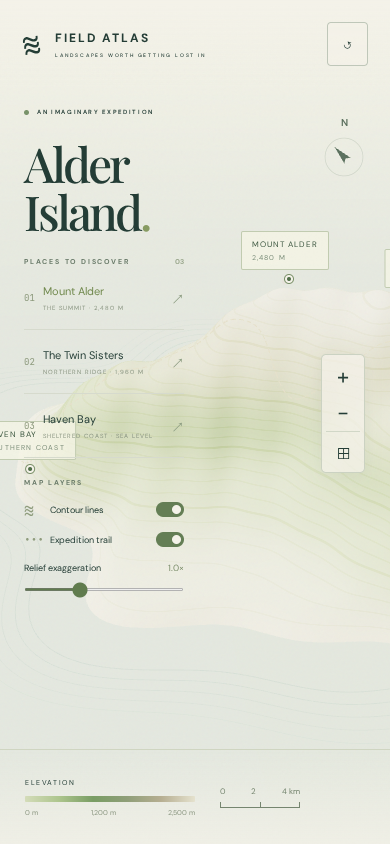 FIELD ATLAS
LANDSCAPES WORTH GETTING LOST IN
AN IMAGINARY EXPEDITION
N
Alder
Island.
MOUNT ALDER
2,480 M
PLACES TO DISCOVER 03
01 Mount Alder
THE SUMMIT · 2,480 M
02 The Twin Sisters
NORTHERN RIDGE · 1,960 M
03 Haven Bay
SHELTERED COAST · SEA LEVEL
VEN BAY
THERN COAST
MAP LAYERS
Contour lines
Expedition trail
Relief exaggeration 1.0×
ELEVATION
0 m 1,200 m 2,500 m
0 2 4 km